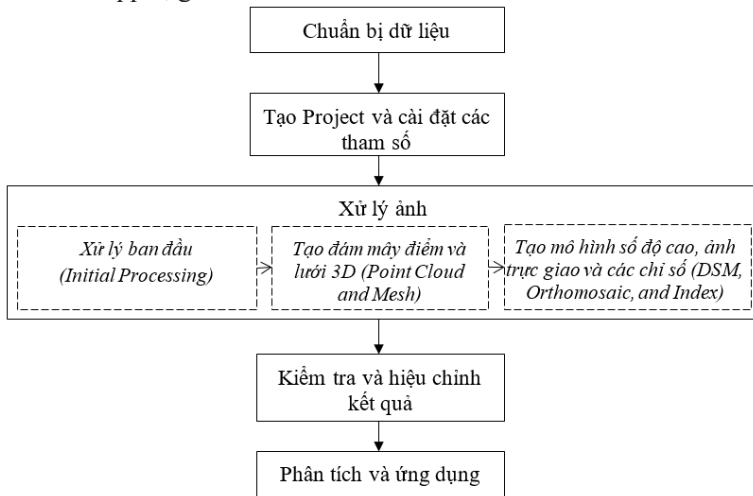 Chuẩn bị dữ liệu
Tạo Project và cài đặt các
tham số
Xử lý ảnh
Xử lý ban đầu
(Initial Processing)
Tạo đám mây điểm và
lưới 3D (Point Cloud
and Mesh)
Tạo mô hình số độ cao, ảnh
trực giao và các chỉ số (DSM,
Orthomosaic, and Index)
Kiểm tra và hiệu chỉnh
kết quả
Phân tích và ứng dụng